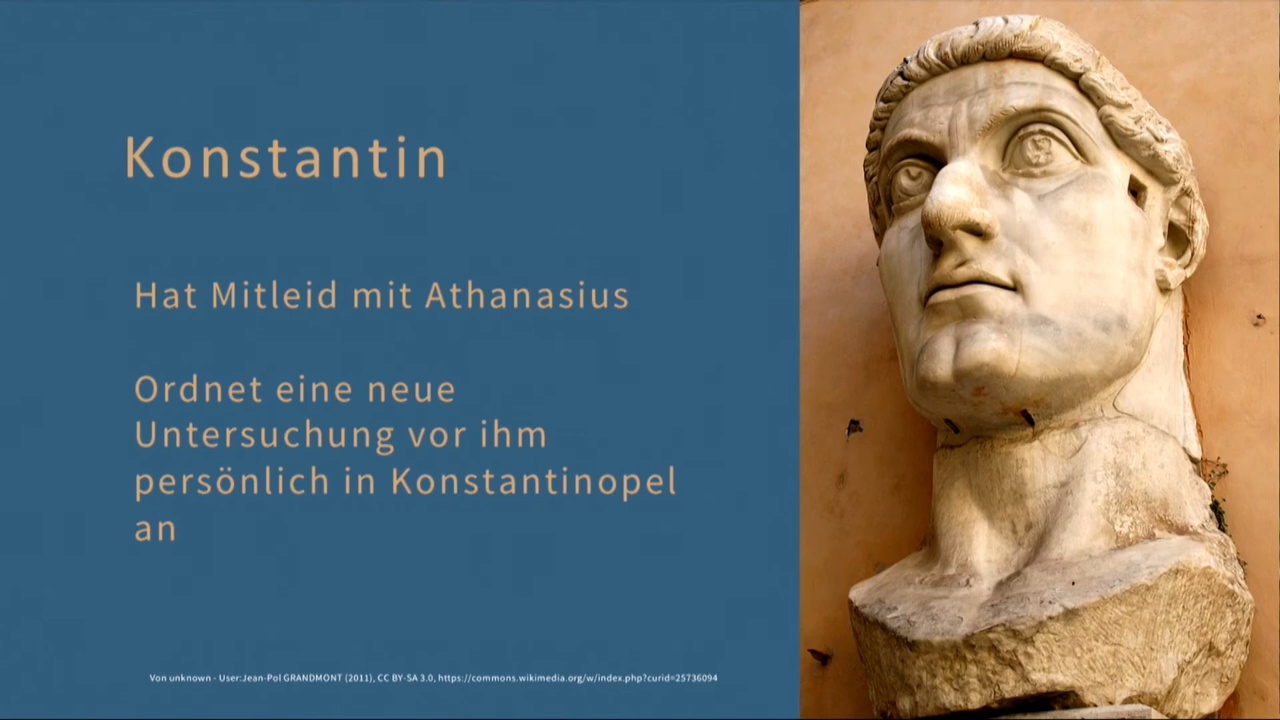 Konstantin
Hat Mitleid mit Athanasius
Ordnet eine neue
Untersuchung vor ihm
persönlich in Konstantinopel
an
Von unknown - User:Jean-Pol GRANDMONT (2011), CC BY-SA 3.0, https://commons.wikimedia.org/w/index.php?curid=25736094